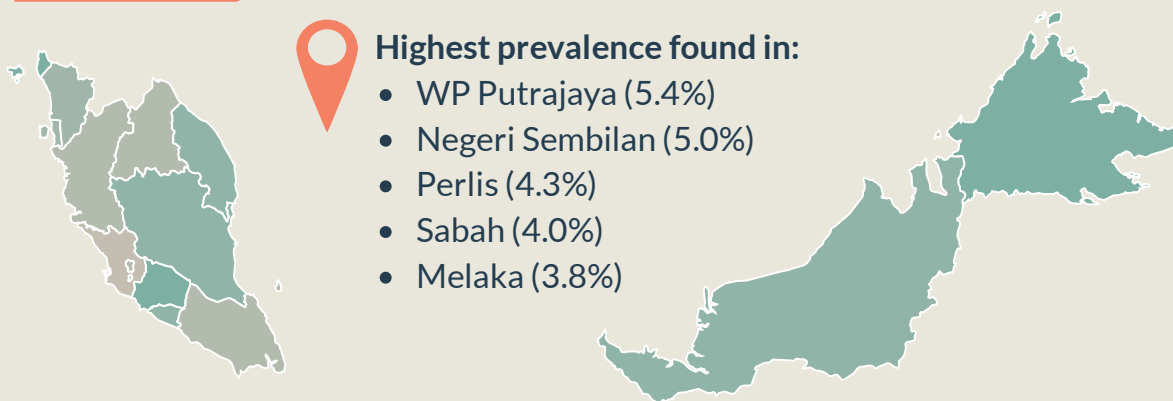 Highest prevalence found in:
• WP Putrajaya (5.4%)
• Negeri Sembilan (5.0%)
• Perlis (4.3%)
• Sabah (4.0%)
• Melaka (3.8%)